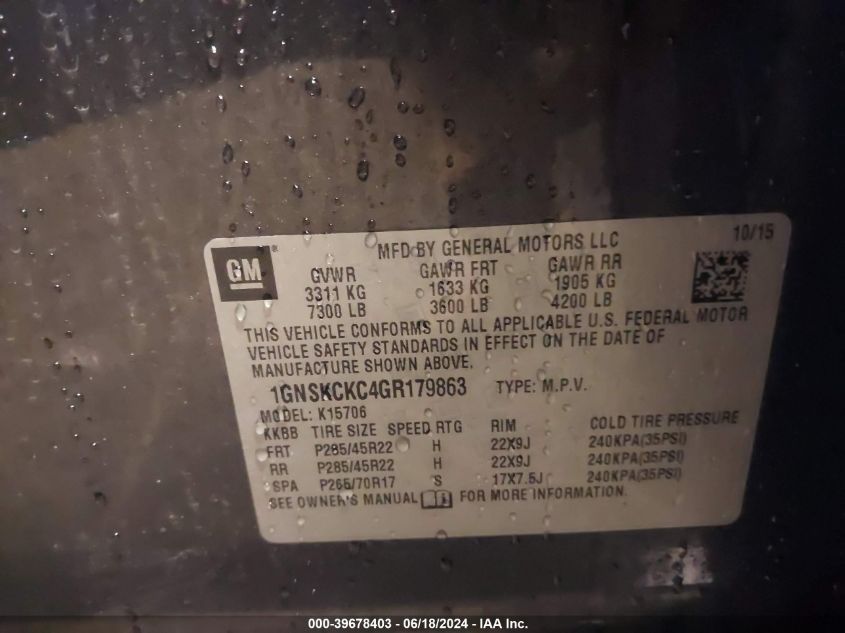 GM ® MFD BY GENERAL MOTORS LLC 10/15
GVWR GAWR FRT GAWR RR
3311 KG 1633 KG 1905 KG
7300 LB 3600 LB 4200 LB
THIS VEHICLE CONFORMS TO ALL APPLICABLE U.S. FEDERAL MOTOR
VEHICLE SAFETY STANDARDS IN EFFECT ON THE DATE OF
MANUFACTURE SHOWN ABOVE.
1GNSKCKC4GR179863 TYPE: M.P.V.
MODEL: K15706
KKBB TIRE SIZE SPEED RTG RIM COLD TIRE PRESSURE
FRT P285/45R22 H 22X9J 240KPA(35PSI)
RR P285/45R22 H 22X9J 240KPA(35PSI)
SPA P265/70R17 S 17X7.5J 240KPA(35PSI)
SEE OWNER'S MANUAL FOR MORE INFORMATION.
000-39678403 - 06/18/2024 - IAA Inc.